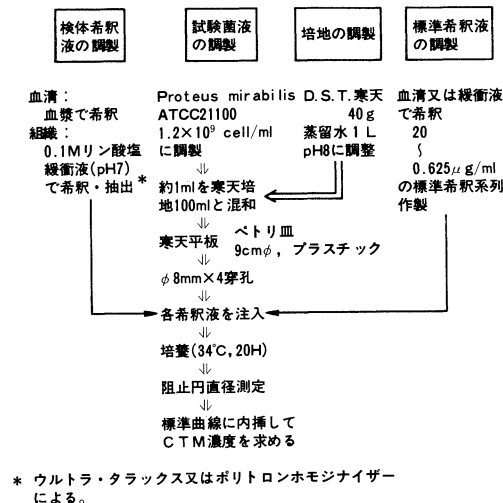 検体希釈
液の調製
試験菌液
の調製
培地の調製
標準希釈液
の調製
血清：
血漿で希釈
組織：
0.1Mリン酸塩
緩衝液(pH7)
で希釈・抽出*
Proteus mirabilis
ATCC21100
1.2×10⁹ cell/ml
に調製
約1mlを寒天培
地100mlと混和
D.S.T.寒天
40g
蒸留水1L
pH8に調整
血清又は緩衝液
で希釈
20
～
0.625μg/ml
の標準希釈系列
作製
寒天平板
ペトリ皿
9cmφ，プラスチック
φ8mm×4穿孔
各希釈液を注入
培養(34℃,20H)
阻止円直径測定
標準曲線に内挿して
CTM濃度を求める
* ウルトラ・タラックス又はポリトロンホモジナイザー
による。